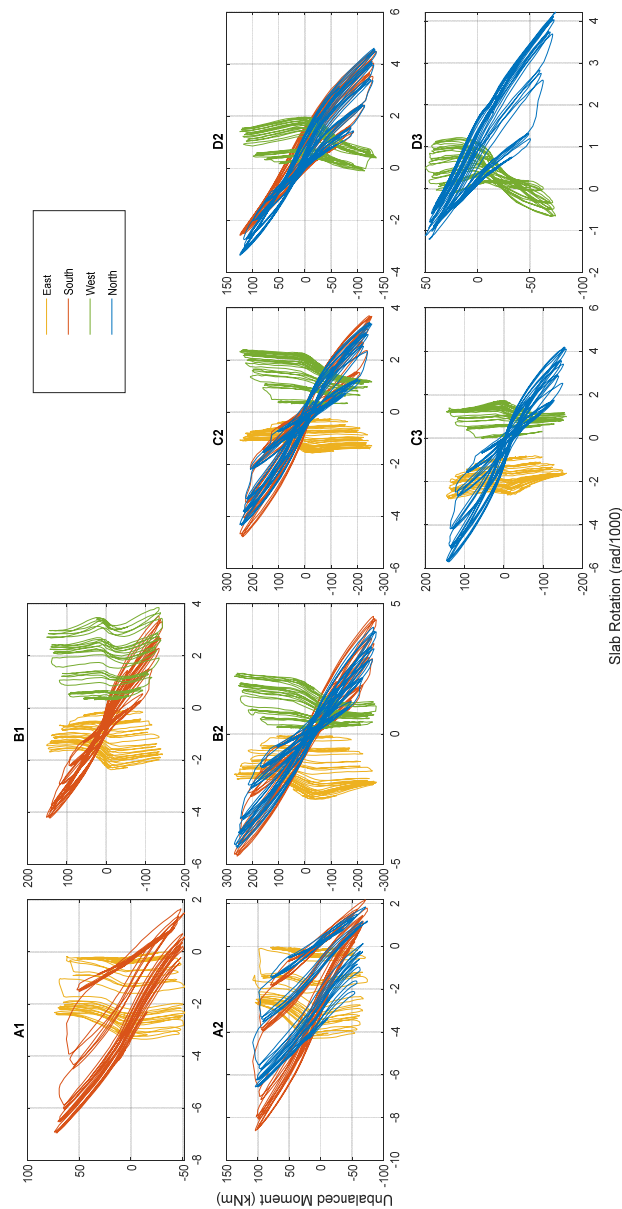 A1
100
50
0
-50
-8 -6 -4 -2 0 2
B1
200
100
0
-100
-200
-6 -4 -2 0 2 4
East
South
West
North
Unbalanced Moment (kNm)
A2
150
100
50
0
-50
-100
-10 -8 -6 -4 -2 0 2
B2
300
200
100
0
-100
-200
-300
-5 0 5
C2
300
200
100
0
-100
-200
-300
-6 -4 -2 0 2 4
D2
150
100
50
0
-50
-100
-150
-4 -2 0 2 4 6
C3
200
100
0
-100
-200
-6 -4 -2 0 2 4 6
D3
50
0
-50
-100
-2 -1 0 1 2 3 4
Slab Rotation (rad/1000)